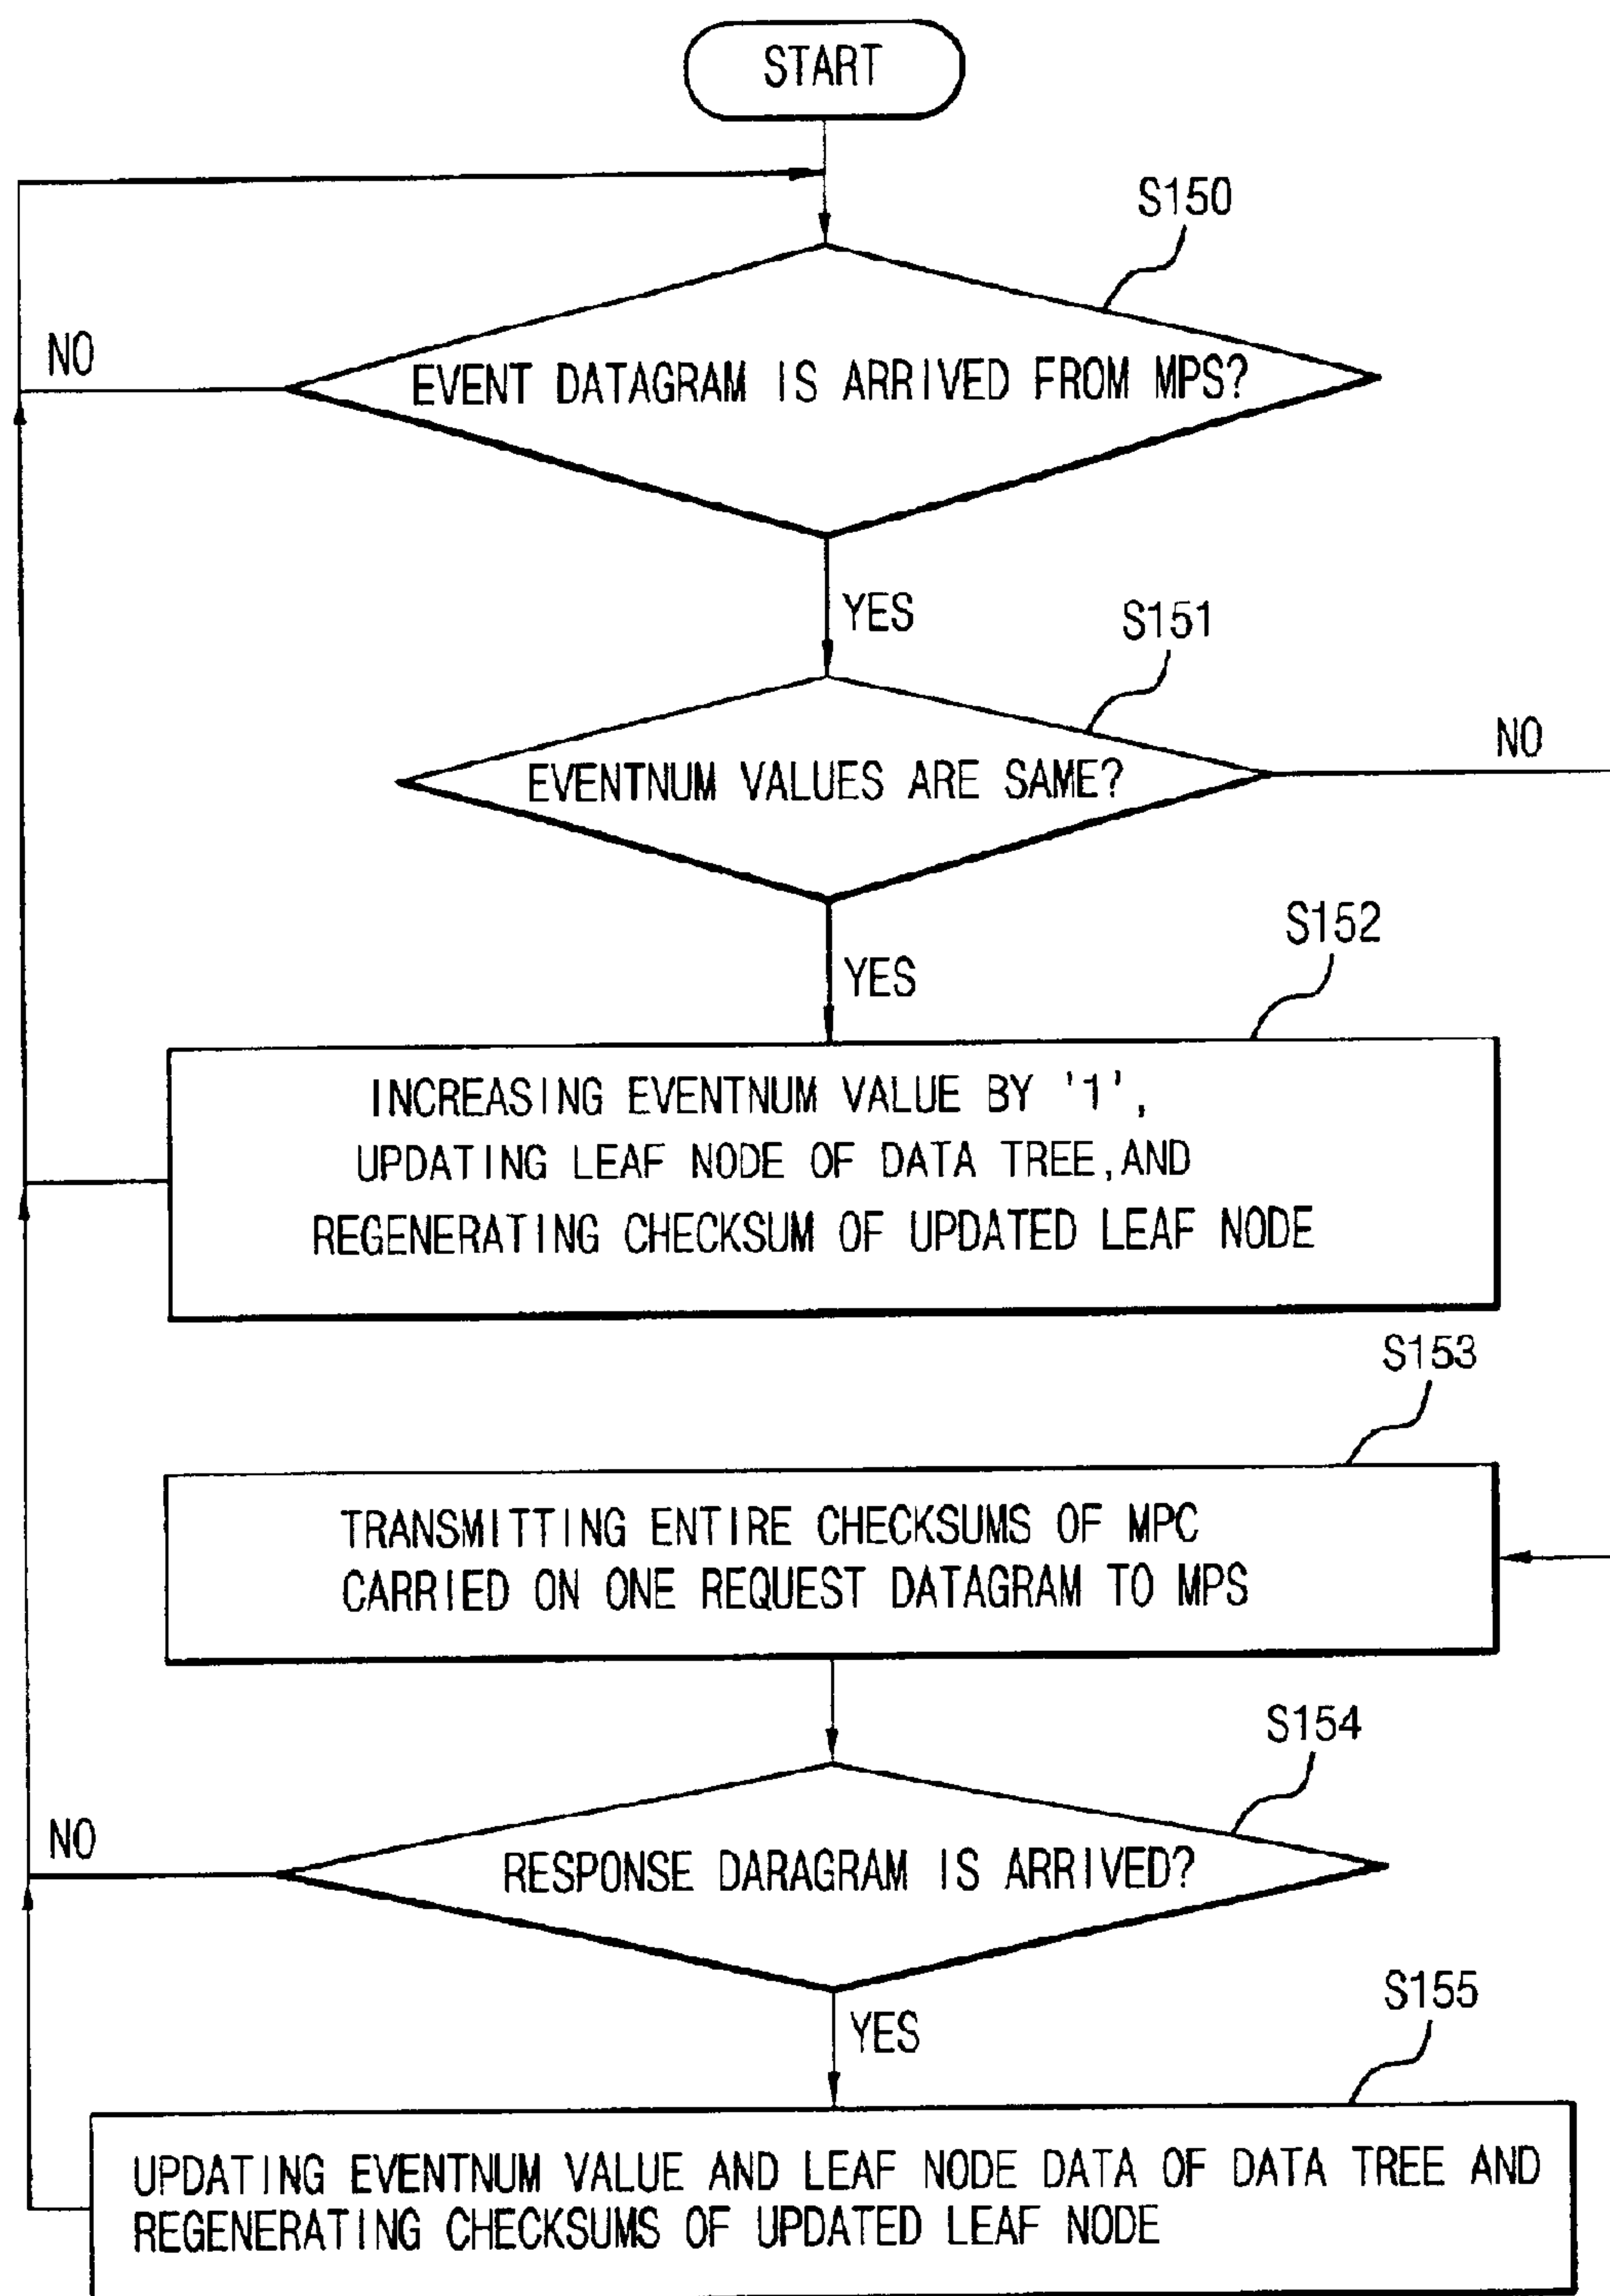 START
S150
NO
EVENT DATAGRAM IS ARRIVED FROM MPS?
YES
S151
NO
EVENTNUM VALUES ARE SAME?
S152
YES
INCREASING EVENTNUM VALUE BY '1',
UPDATING LEAF NODE OF DATA TREE,AND
REGENERATING CHECKSUM OF UPDATED LEAF NODE
S153
TRANSMITTING ENTIRE CHECKSUMS OF MPC
CARRIED ON ONE REQUEST DATAGRAM TO MPS
S154
NO
RESPONSE DARAGRAM IS ARRIVED?
S155
YES
UPDATING EVENTNUM VALUE AND LEAF NODE DATA OF DATA TREE AND
REGENERATING CHECKSUMS OF UPDATED LEAF NODE